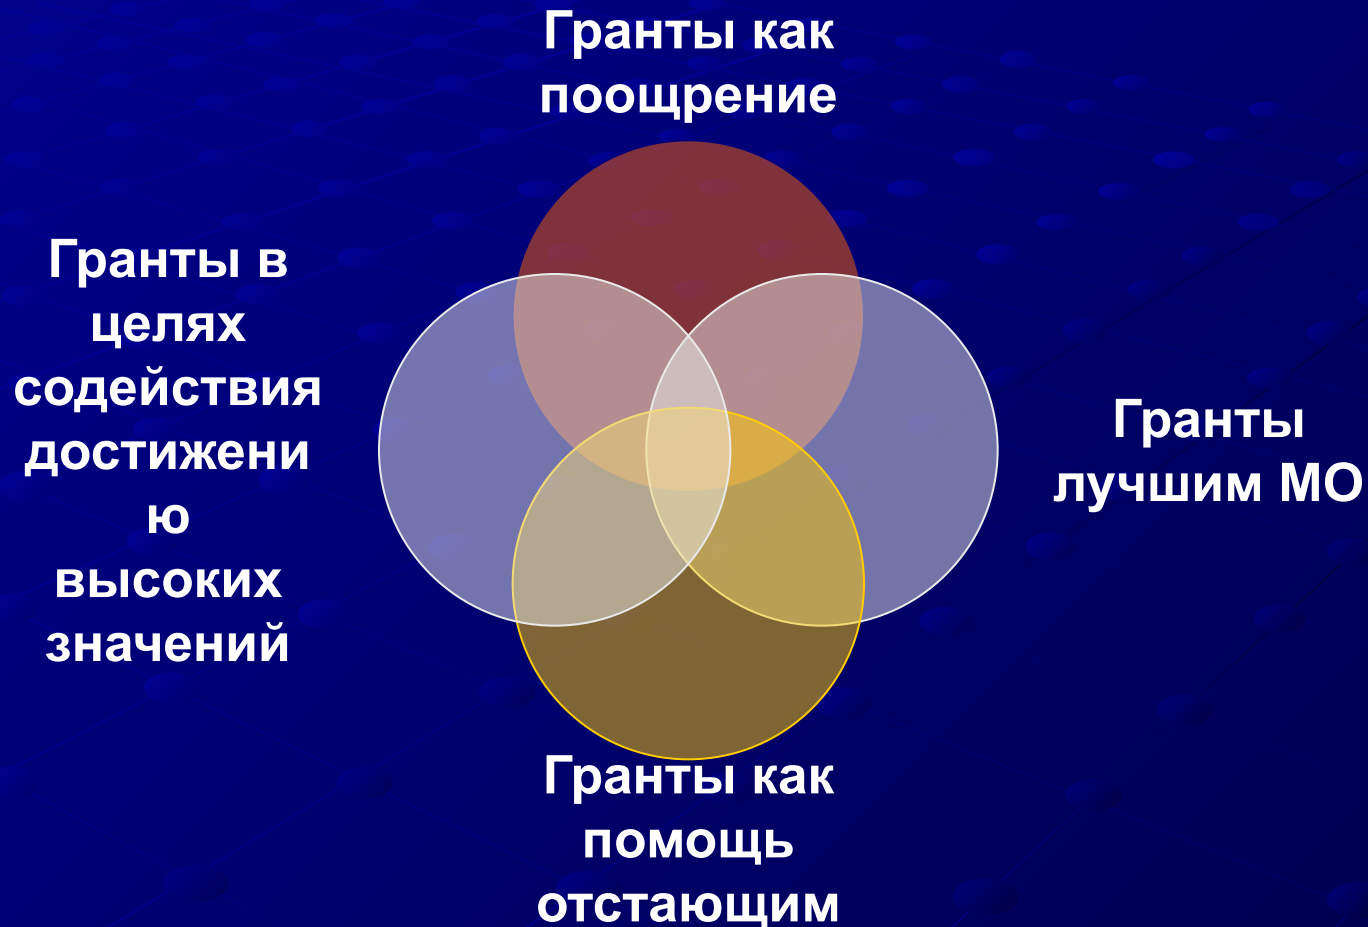 Гранты как
поощрение
Гранты в
целях
содействия
достижени
ю
высоких
значений
Гранты
лучшим МО
Гранты как
помощь
отстающим